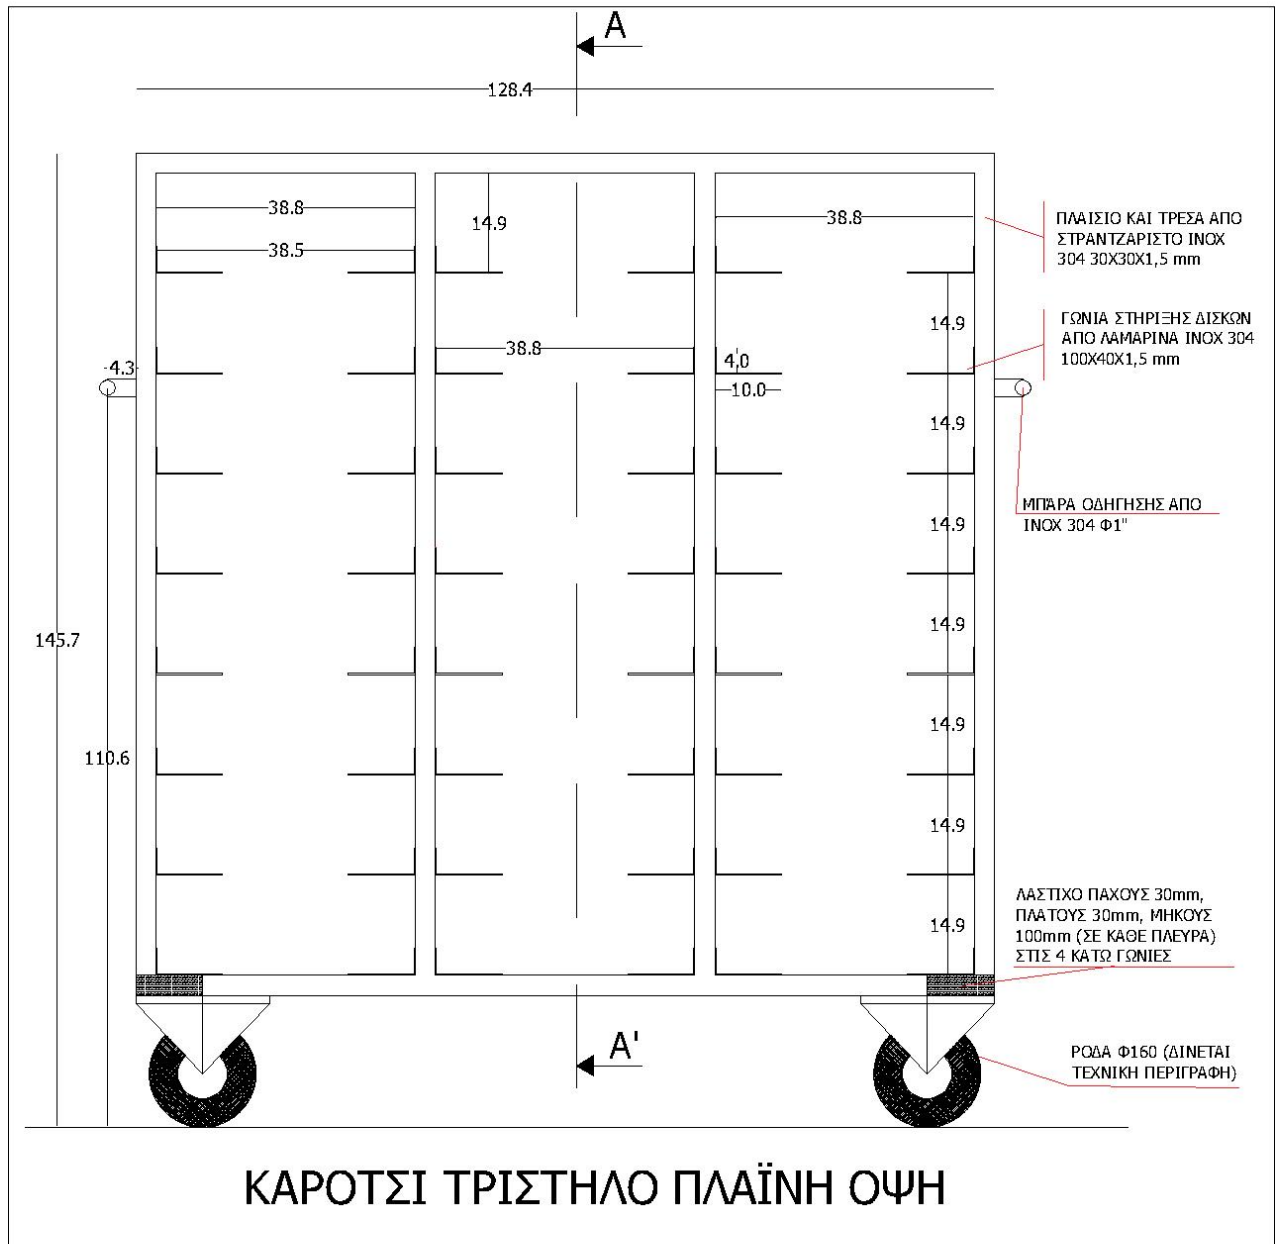 A
128.4
38.8
14.9
38.8
38.5
ΠΛΑΙΣΙΟ ΚΑΙ ΤΡΕΣΑ ΑΠΟ
ΣΤΡΑΝΤΖΑΡΙΣΤΟ ΙΝΟΧ
304 30Χ30Χ1,5 mm
14.9
ΓΩΝΙΑ ΣΤΗΡΙΞΗΣ ΔΙΣΚΩΝ
ΑΠΟ ΛΑΜΑΡΙΝΑ ΙΝΟΧ 304
100Χ40Χ1,5 mm
38.8
4.3
4,0
10.0
14.9
ΜΠΑΡΑ ΟΔΗΓΗΣΗΣ ΑΠΟ
ΙΝΟΧ 304 Φ1"
14.9
145.7
14.9
14.9
110.6
14.9
ΛΑΣΤΙΧΟ ΠΑΧΟΥΣ 30mm,
ΠΛΑΤΟΥΣ 30mm, ΜΗΚΟΥΣ
100mm (ΣΕ ΚΑΘΕ ΠΛΕΥΡΑ)
ΣΤΙΣ 4 ΚΑΤΩ ΓΩΝΙΕΣ
14.9
A'
ΡΟΔΑ Φ160 (ΔΙΝΕΤΑΙ
ΤΕΧΝΙΚΗ ΠΕΡΙΓΡΑΦΗ)
ΚΑΡΟΤΣΙ ΤΡΙΣΤΗΛΟ ΠΛΑΪΝΗ ΟΨΗ